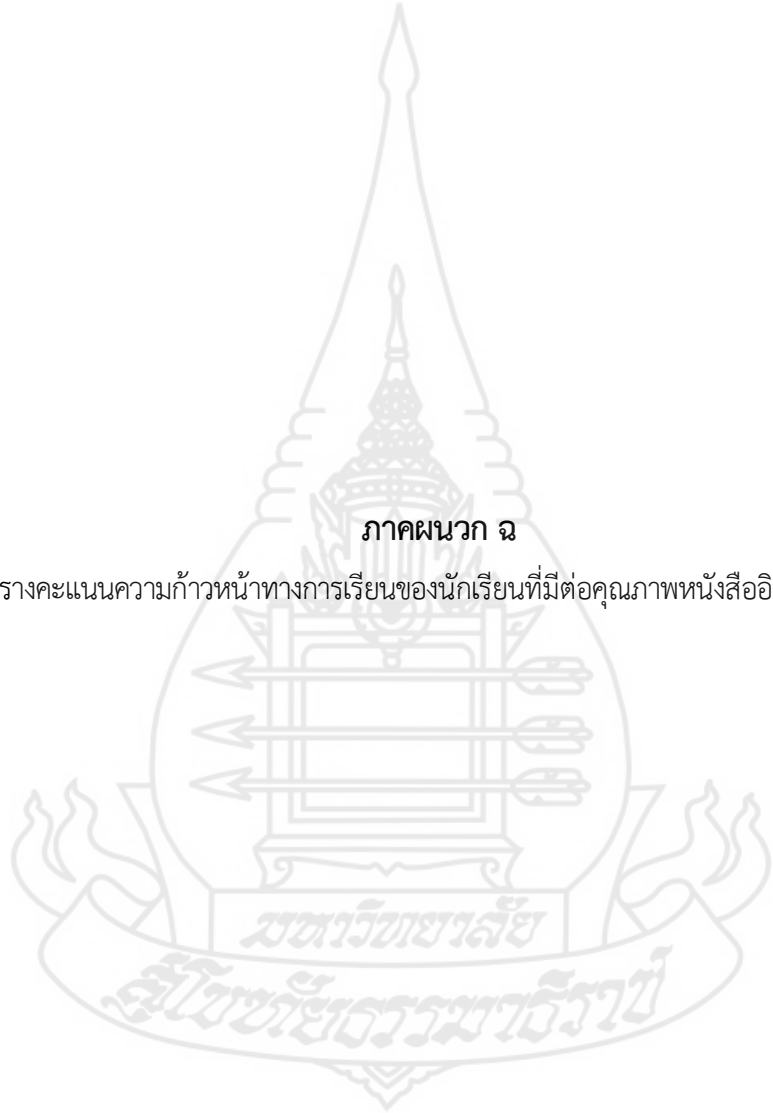 ภาคผนวก ฉ
รางคะแนนความก้าวหน้าทางการเรียนของนักเรียนที่มีต่อคุณภาพหนังสืออิ
มหาวิทยาลัย
สุโขทัยธรรมาธิราช